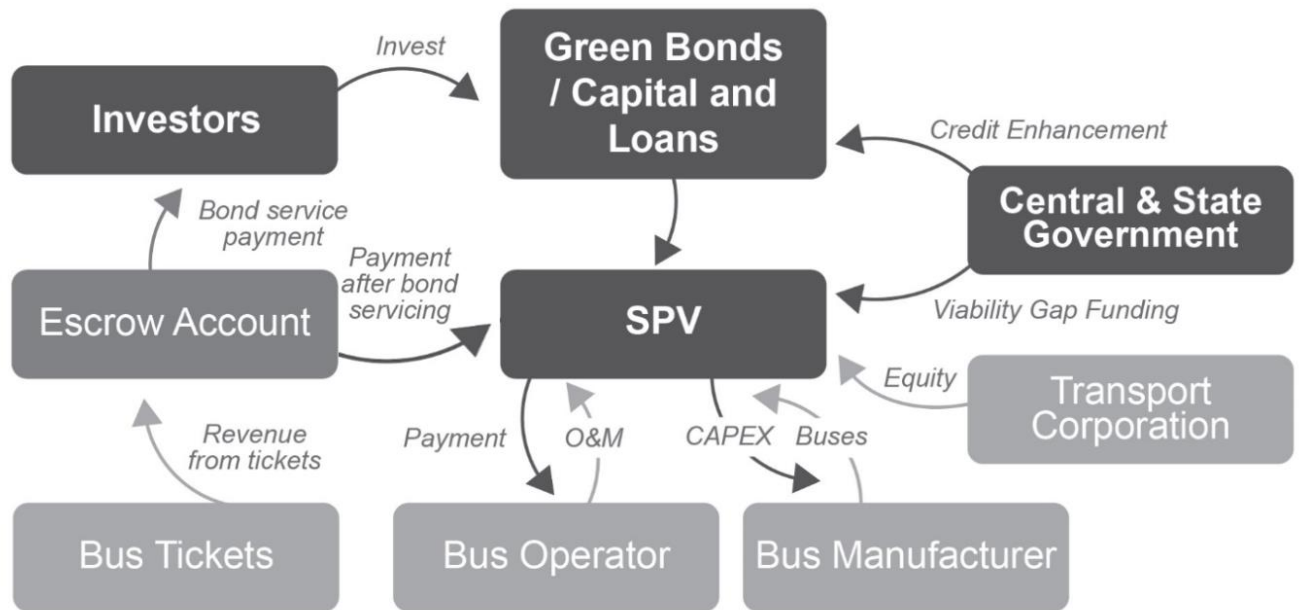 Invest
Green Bonds
/ Capital and
Loans
Investors
Credit Enhancement
Central & State
Government
Bond service
payment
Payment
after bond
servicing
Escrow Account
SPV
Viability Gap Funding
Equity
Transport
Corporation
Revenue
from tickets
Payment
O&M
CAPEX
Buses
Bus Tickets
Bus Operator
Bus Manufacturer